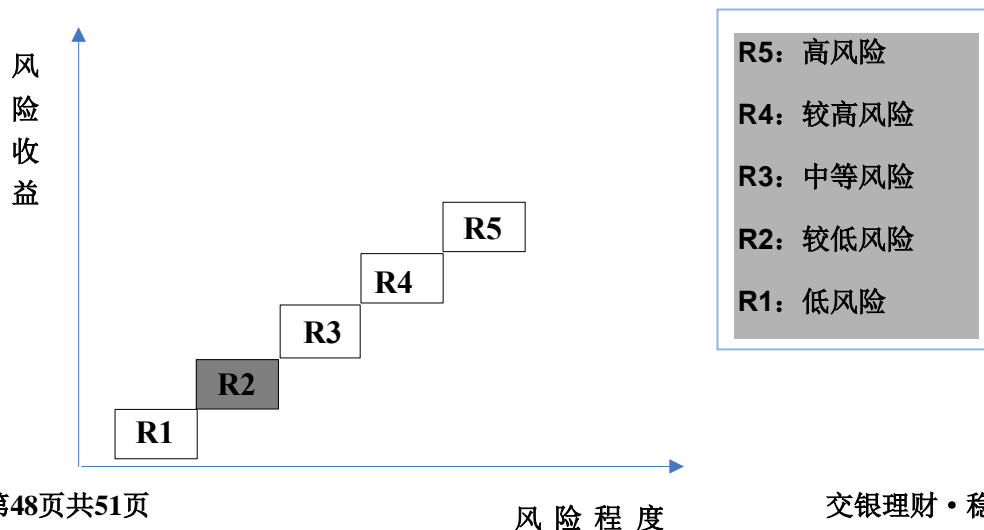 风
险
收
益
R5
R4
R3
R2
R1
R5：高风险
R4：较高风险
R3：中等风险
R2：较低风险
R1：低风险
第48页共51页
风 险 程 度
交银理财·稳